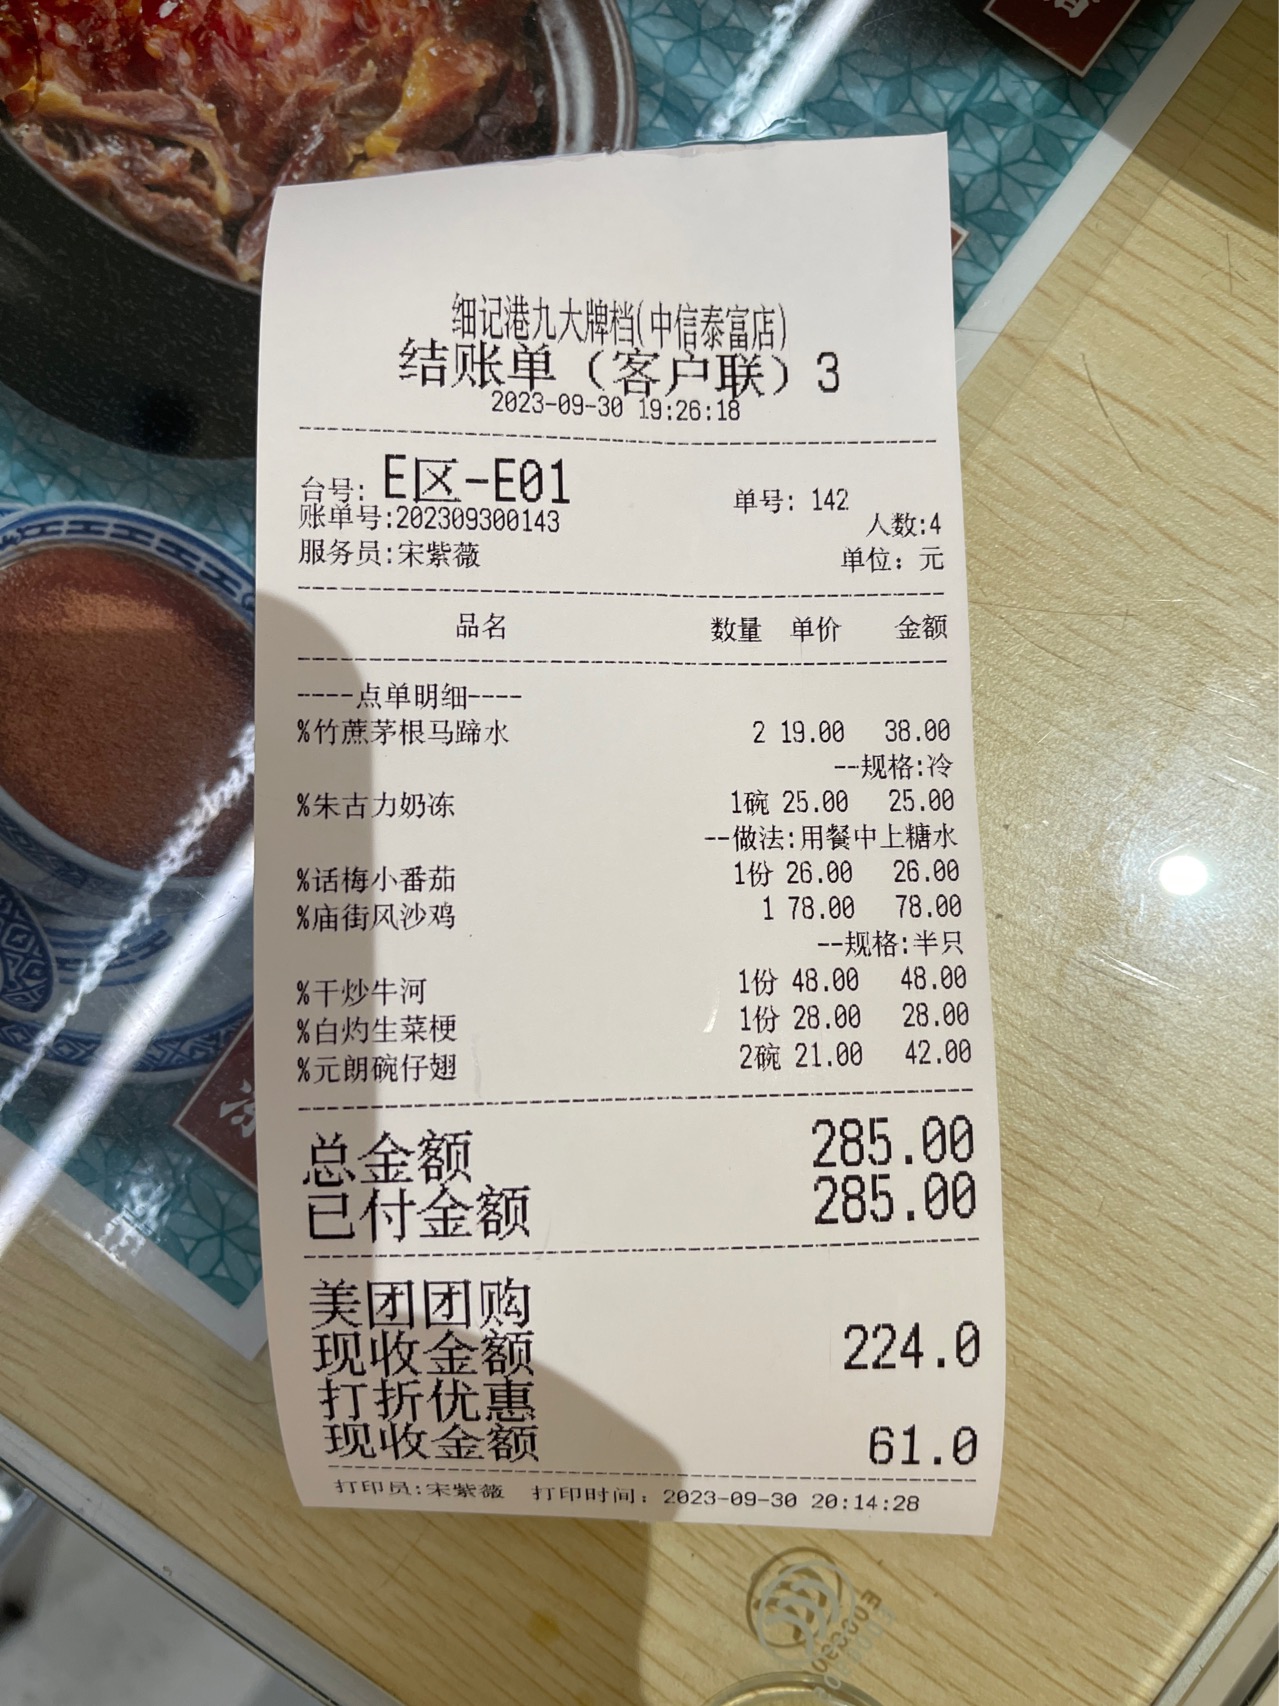 细记港九大牌档(中信泰富店)
结账单（客户联）3
2023-09-30 19:26:18
台号: E区-E01 单号: 142
账单号:202309300143 人数:4
服务员:宋紫薇 单位: 元
品名 数量 单价 金额
----点单明细----
%竹蔗茅根马蹄水 2 19.00 38.00
--规格:冷
%朱古力奶冻 1碗 25.00 25.00
--做法:用餐中上糖水
%话梅小番茄 1份 26.00 26.00
%庙街风沙鸡 1 78.00 78.00
--规格:半只
%干炒牛河 1份 48.00 48.00
%白灼生菜梗 1份 28.00 28.00
%元朗碗仔翅 2碗 21.00 42.00
总金额 285.00
已付金额 285.00
美团团购
现收金额 224.0
打折优惠
现收金额 61.0
打印员:宋紫薇 打印时间: 2023-09-30 20:14:28